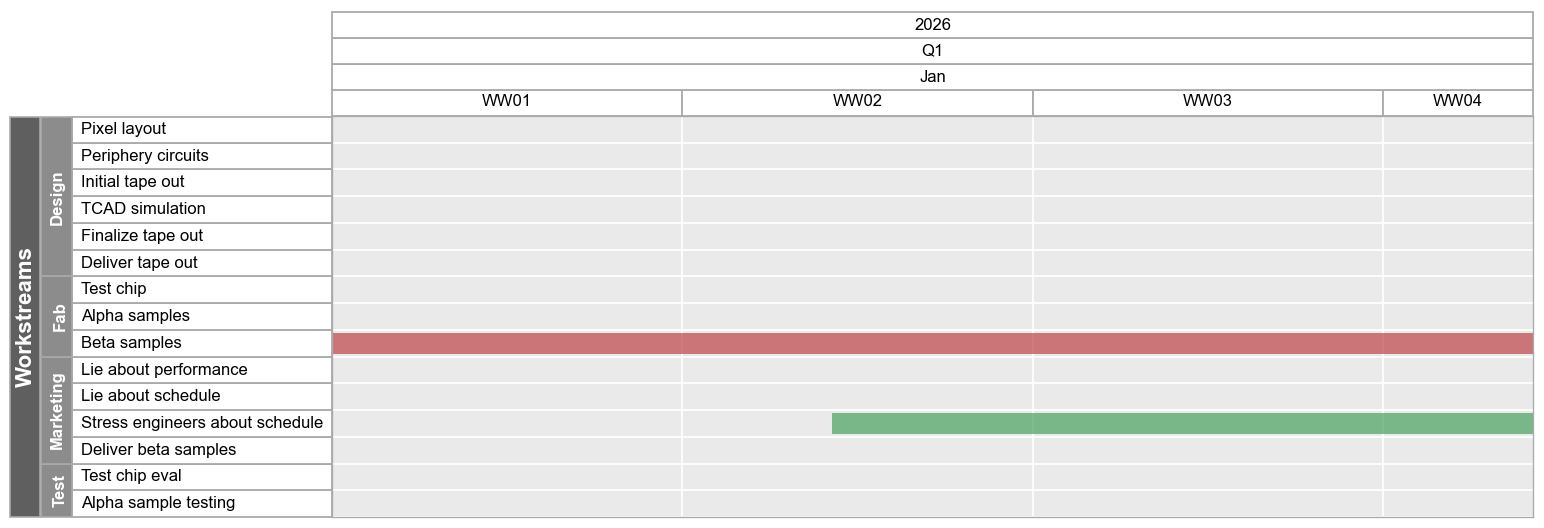 2026
Q1
Jan
WW01 WW02 WW03 WW04
Workstreams
Design
Pixel layout
Periphery circuits
Initial tape out
TCAD simulation
Finalize tape out
Deliver tape out
Fab
Test chip
Alpha samples
Beta samples
Marketing
Lie about performance
Lie about schedule
Stress engineers about schedule
Deliver beta samples
Test
Test chip eval
Alpha sample testing